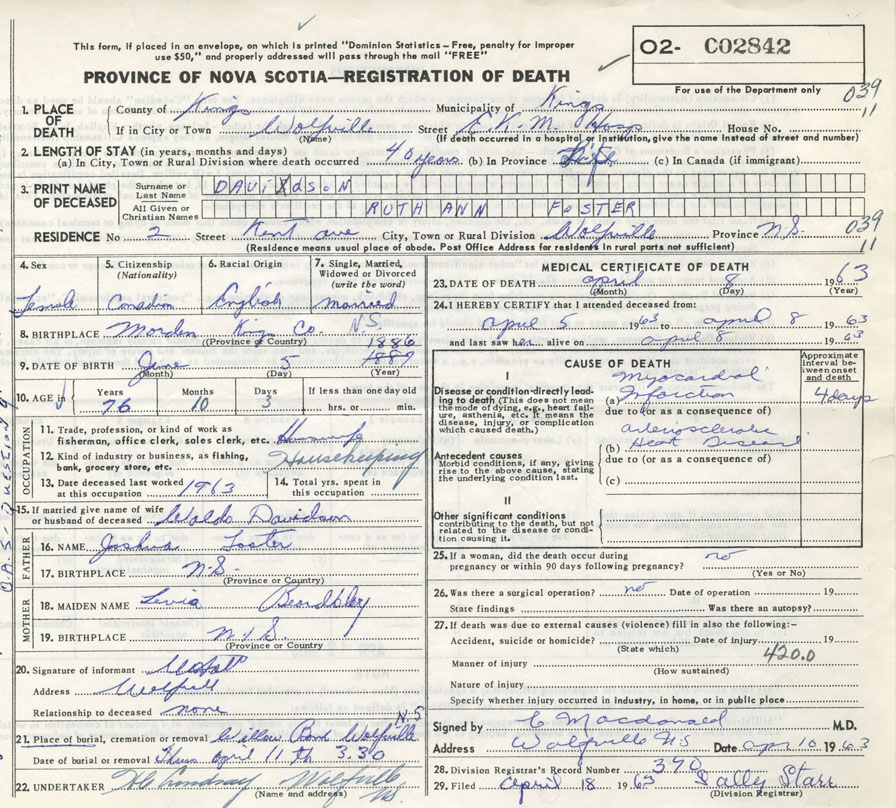 This form, if placed in an envelope, on which is printed "Dominion Statistics – Free, penalty for improper
use $50," and properly addressed will pass through the mail "FREE"
O2- C02842
PROVINCE OF NOVA SCOTIA—REGISTRATION OF DEATH
For use of the Department only
039
11
1. PLACE OF DEATH
County of Kings Municipality of Kings
If in City or Town Wolfville Street E.K.M. Hosp House No.
(Name) (If death occurred in a hospital or institution, give the name instead of street and number)
2. LENGTH OF STAY (in years, months and days)
(a) In City, Town or Rural Division where death occurred 40 years (b) In Province Life (c) In Canada (if immigrant)
3. PRINT NAME OF DECEASED
Surname or Last Name DAVIDSON
All Given or Christian Names RUTH ANN FOSTER
RESIDENCE No 2 Street Kent ave City, Town or Rural Division Wolfville Province N.S.
039
11
(Residence means usual place of abode. Post Office Address for residents in rural parts not sufficient)
4. Sex
Female
5. Citizenship (Nationality)
Canadian
6. Racial Origin
English
7. Single, Married, Widowed or Divorced (write the word)
married
8. BIRTHPLACE Morden Kings Co. N.S.
(Province or Country)
9. DATE OF BIRTH June 5 1886 1887
(Month) (Day) (Year)
10. AGE in
Years 76
Months 10
Days 3
If less than one day old
hrs. or min.
OCCUPATION
11. Trade, profession or kind of work as fisherman, office clerk, sales clerk, etc. Housewife
12. Kind of industry or business, as fishing, bank, grocery store, etc. Housekeeping
13. Date deceased last worked at this occupation 1963
14. Total yrs. spent in this occupation
15. If married give name of wife or husband of deceased Waldo Davidson
FATHER
16. NAME Joshua Foster
17. BIRTHPLACE N.S.
(Province or Country)
MOTHER
18. MAIDEN NAME Beardsley
19. BIRTHPLACE N.S.
(Province or Country
20. Signature of informant
Address Wolfvill
Relationship to deceased none
21. Place of burial, cremation or removal Willow Bank Wolfville N.S
Date of burial or removal Thurs April 11 th 3.30
22. UNDERTAKER Lindsay Wolfville NS.
(Name and address)
MEDICAL CERTIFICATE OF DEATH
23. DATE OF DEATH april 8 1963
(Month) (Day) (Year)
24. I HEREBY CERTIFY that I attended deceased from:
april 5 1963 to april 8 1963
and last saw her alive on april 8 1963
CAUSE OF DEATH
Approximate interval between onset and death
I
Disease or condition directly leading to death (This does not mean the mode of dying, e.g., heart failure, asthenia, etc. It means the disease, injury, or complication which caused death.)
(a) Myocardial Infarction 4 days
due to (or as a consequence of)
Antecedent causes
Morbid conditions, if any, giving rise to the above cause, stating the underlying condition last.
(b) arteriosclerotic Heart Disease
due to (or as a consequence of)
(c)
II
Other significant conditions
contributing to the death, but not related to the disease or condition causing it.
25. If a woman, did the death occur during pregnancy or within 90 days following pregnancy? no
(Yes or No)
26. Was there a surgical operation? no Date of operation 19
State findings Was there an autopsy?
27. If death was due to external causes (violence) fill in also the following:-
Accident, suicide or homicide? Date of injury 19
(State which)
420.0
Manner of injury
(How sustained)
Nature of injury
Specify whether injury occurred in industry, in home, or in public place
Signed by C Macdonald M.D.
Address Wolfville NS Date apr 10 1963
28. Division Registrar's Record Number 370
29. Filed April 18 1963 Sally Starr
(Division Registrar)